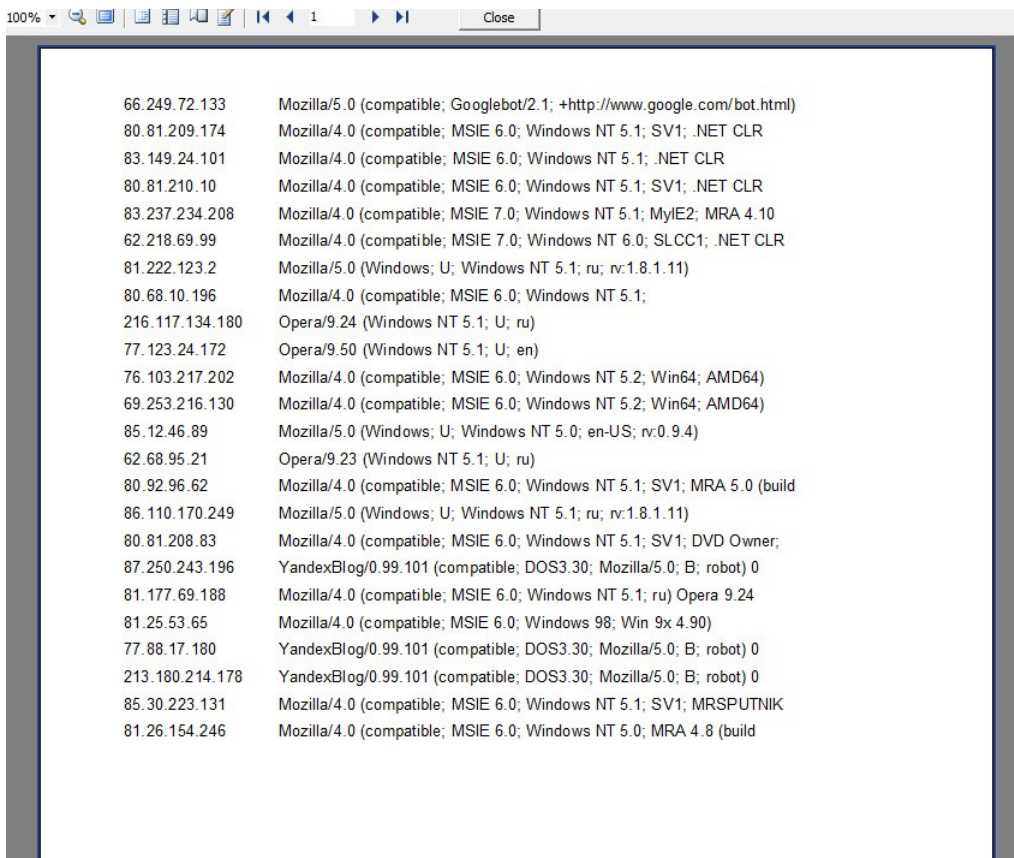 100% 1 Close
66.249.72.133 Mozilla/5.0 (compatible; Googlebot/2.1; +http://www.google.com/bot.html)
80.81.209.174 Mozilla/4.0 (compatible; MSIE 6.0; Windows NT 5.1; SV1; .NET CLR
83.149.24.101 Mozilla/4.0 (compatible; MSIE 6.0; Windows NT 5.1; .NET CLR
80.81.210.10 Mozilla/4.0 (compatible; MSIE 6.0; Windows NT 5.1; SV1; .NET CLR
83.237.234.208 Mozilla/4.0 (compatible; MSIE 7.0; Windows NT 5.1; MyIE2; MRA 4.10
62.218.69.99 Mozilla/4.0 (compatible; MSIE 7.0; Windows NT 6.0; SLCC1; .NET CLR
81.222.123.2 Mozilla/5.0 (Windows; U; Windows NT 5.1; ru; rv:1.8.1.11)
80.68.10.196 Mozilla/4.0 (compatible; MSIE 6.0; Windows NT 5.1;
216.117.134.180 Opera/9.24 (Windows NT 5.1; U; ru)
77.123.24.172 Opera/9.50 (Windows NT 5.1; U; en)
76.103.217.202 Mozilla/4.0 (compatible; MSIE 6.0; Windows NT 5.2; Win64; AMD64)
69.253.216.130 Mozilla/4.0 (compatible; MSIE 6.0; Windows NT 5.2; Win64; AMD64)
85.12.46.89 Mozilla/5.0 (Windows; U; Windows NT 5.0; en-US; rv:0.9.4)
62.68.95.21 Opera/9.23 (Windows NT 5.1; U; ru)
80.92.96.62 Mozilla/4.0 (compatible; MSIE 6.0; Windows NT 5.1; SV1; MRA 5.0 (build
86.110.170.249 Mozilla/5.0 (Windows; U; Windows NT 5.1; ru; rv:1.8.1.11)
80.81.208.83 Mozilla/4.0 (compatible; MSIE 6.0; Windows NT 5.1; SV1; DVD Owner;
87.250.243.196 YandexBlog/0.99.101 (compatible; DOS3.30; Mozilla/5.0; B; robot) 0
81.177.69.188 Mozilla/4.0 (compatible; MSIE 6.0; Windows NT 5.1; ru) Opera 9.24
81.25.53.65 Mozilla/4.0 (compatible; MSIE 6.0; Windows 98; Win 9x 4.90)
77.88.17.180 YandexBlog/0.99.101 (compatible; DOS3.30; Mozilla/5.0; B; robot) 0
213.180.214.178 YandexBlog/0.99.101 (compatible; DOS3.30; Mozilla/5.0; B; robot) 0
85.30.223.131 Mozilla/4.0 (compatible; MSIE 6.0; Windows NT 5.1; SV1; MRSPUTNIK
81.26.154.246 Mozilla/4.0 (compatible; MSIE 6.0; Windows NT 5.0; MRA 4.8 (build